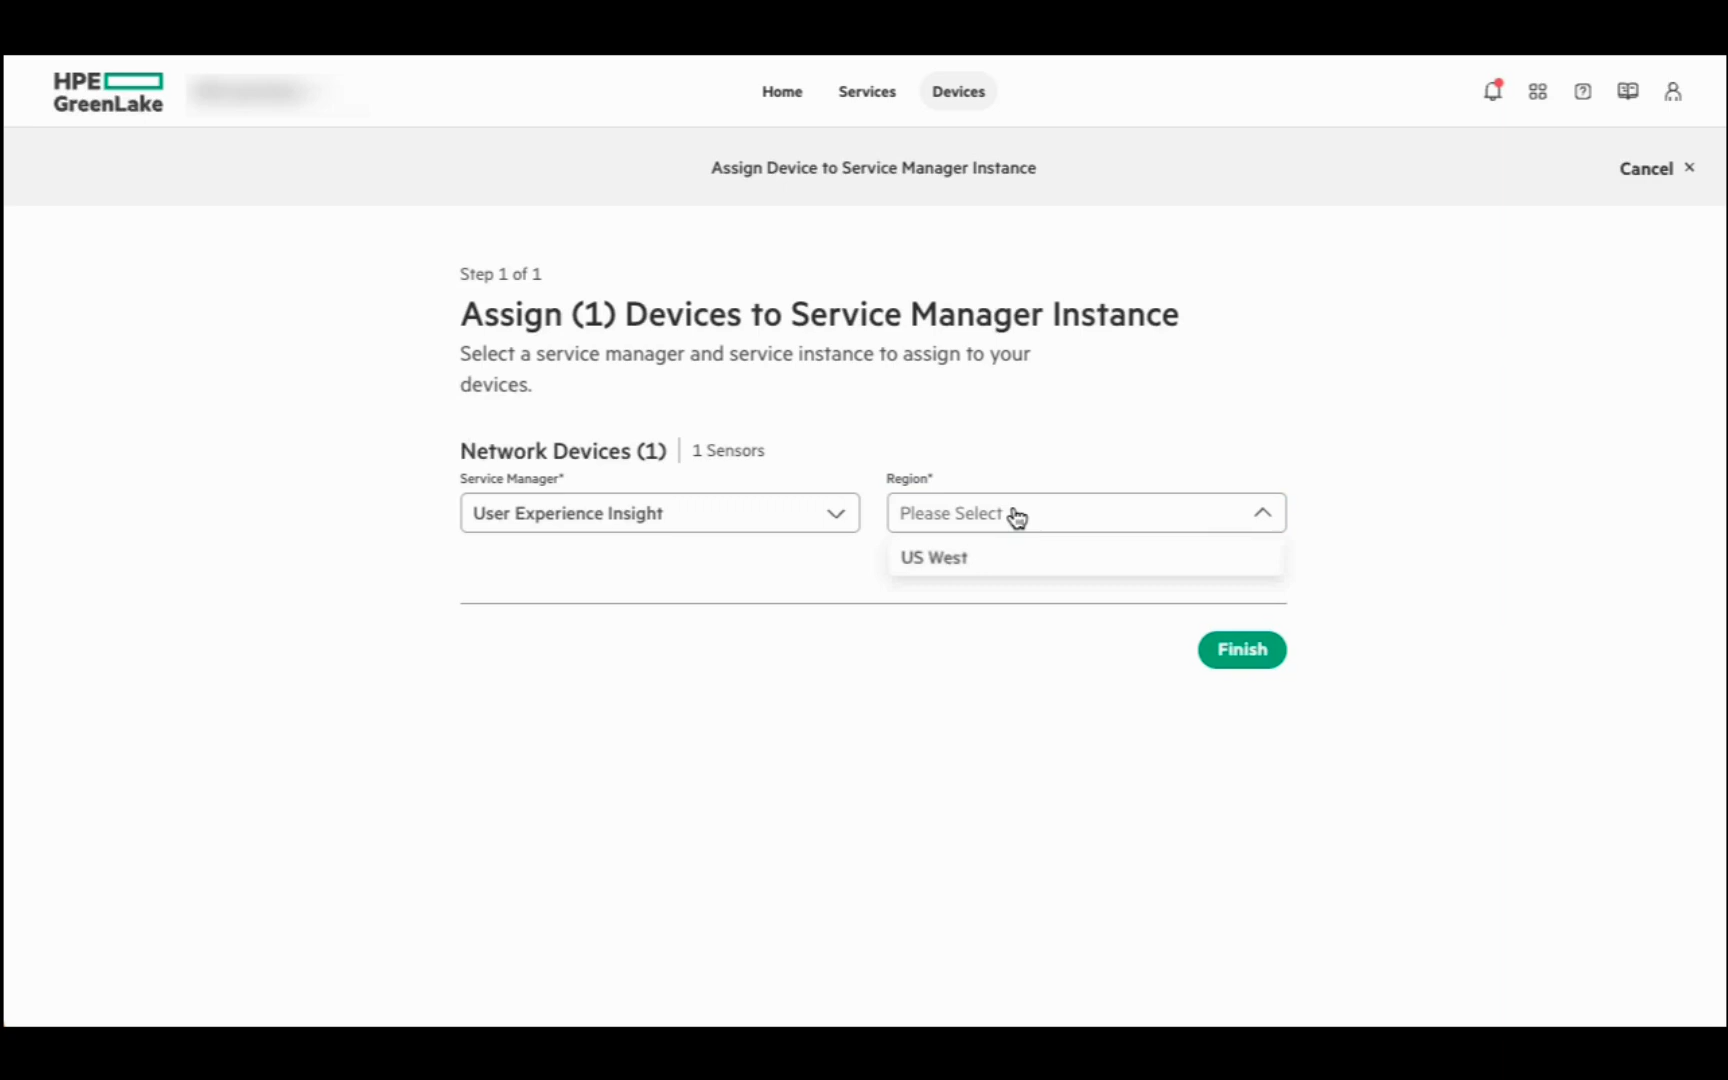 HPE
GreenLake
Home
Services
Devices
Assign Device to Service Manager Instance
Cancel
Step 1 of 1
Assign (1) Devices to Service Manager Instance
Select a service manager and service instance to assign to your
devices.
Network Devices (1)
1 Sensors
Service Manager*
Region*
User Experience Insight
Please Select
US West
Finish